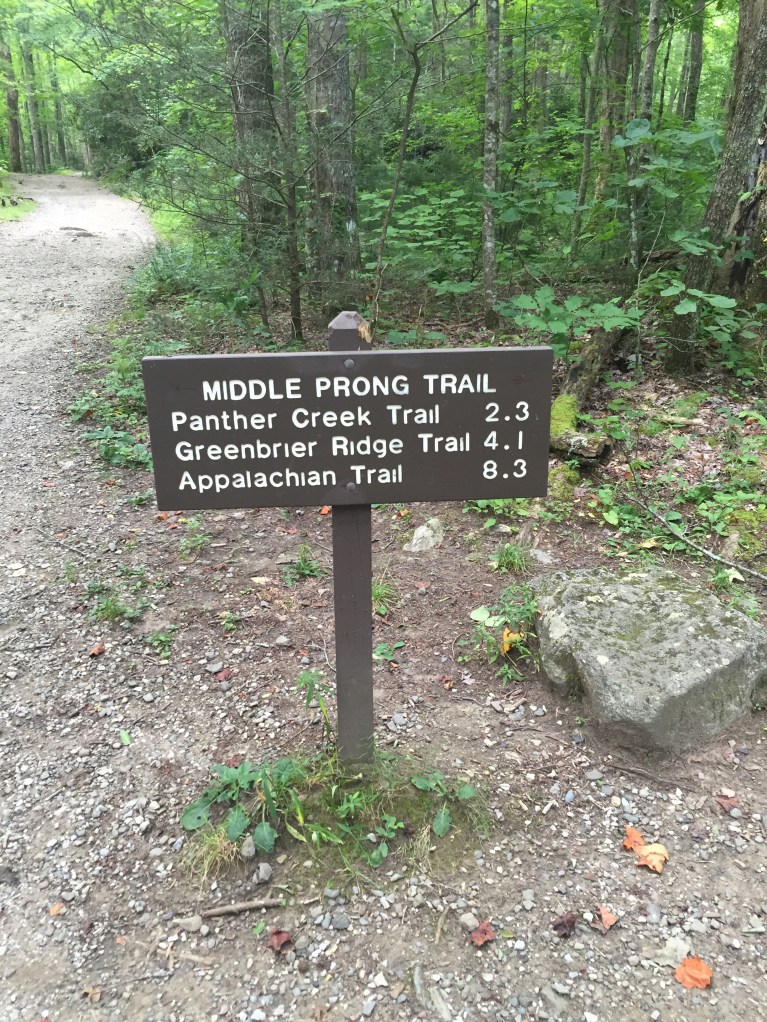 MIDDLE PRONG TRAIL
Panther Creek Trail 2.3
Greenbrier Ridge Trail 4.1
Appalachian Trail 8.3